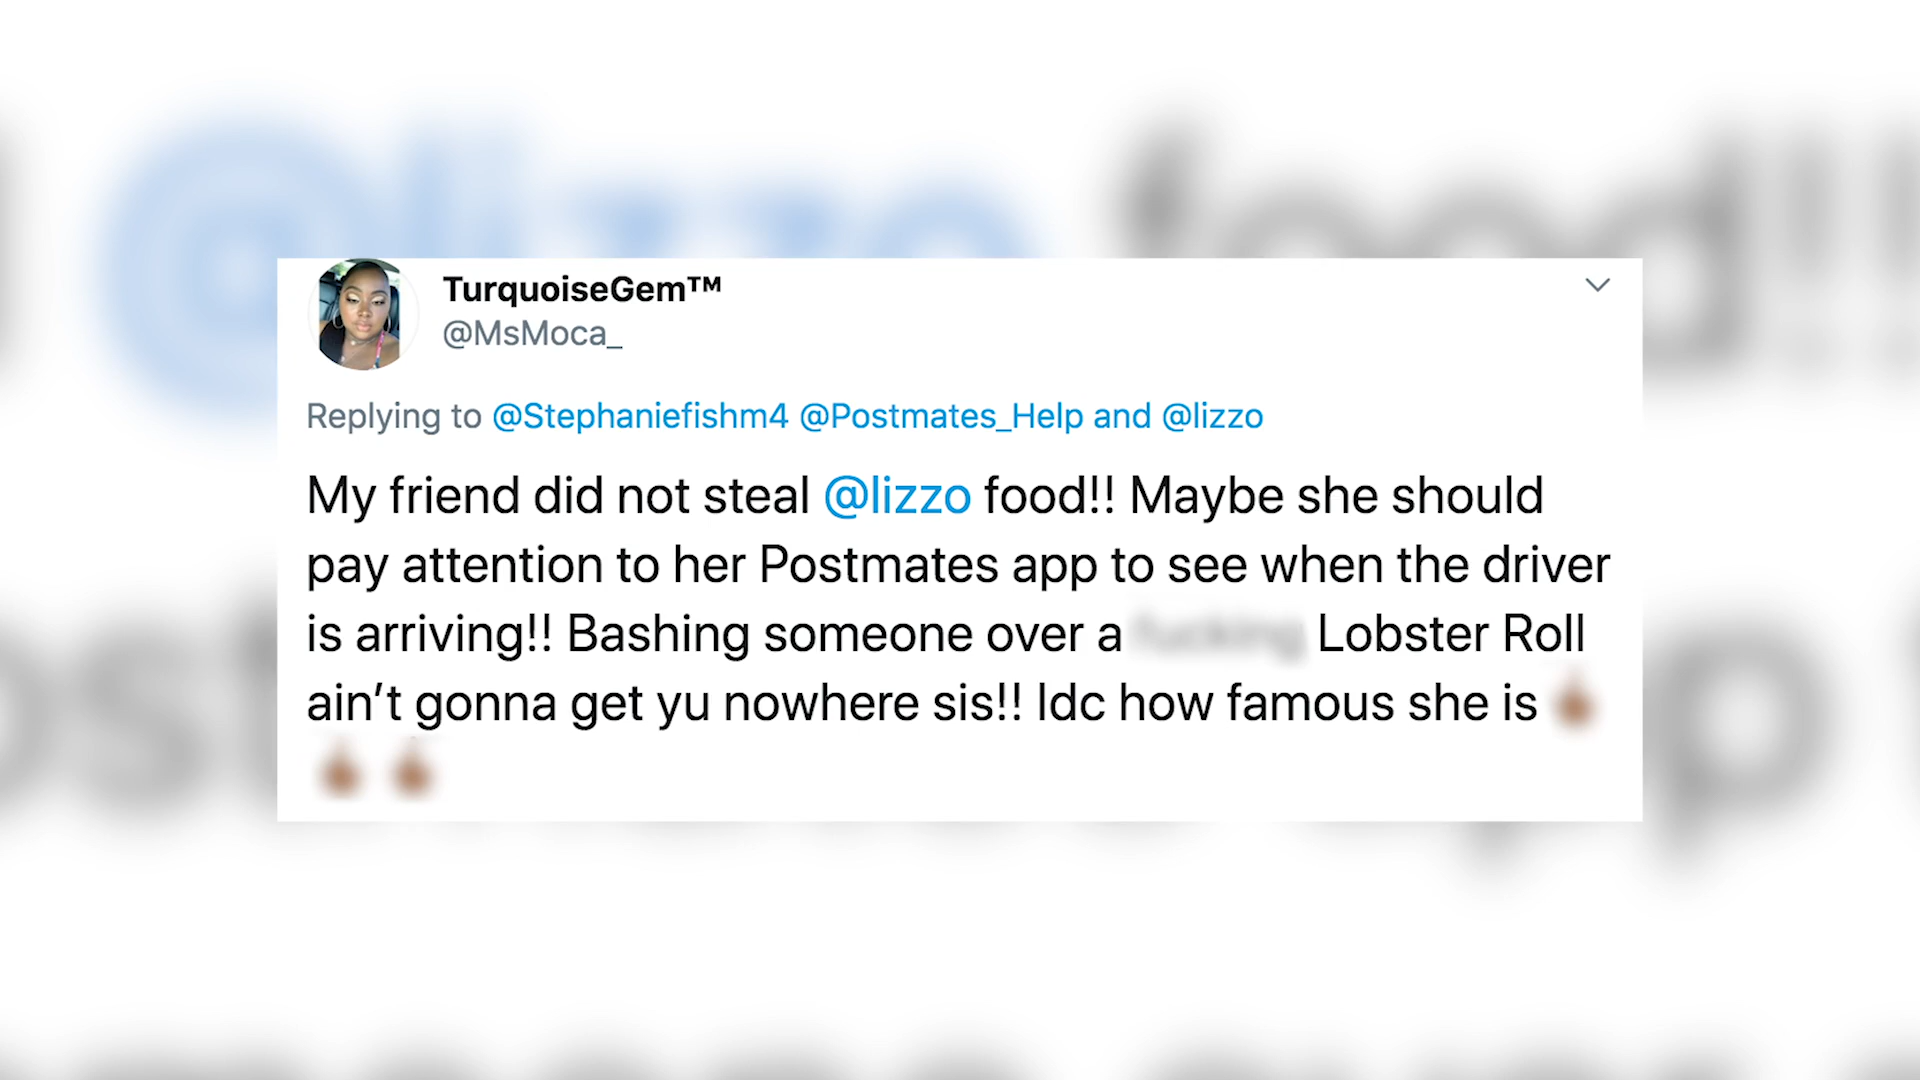 TurquoiseGem™
@MsMoca_
Replying to @Stephaniefishm4 @Postmates_Help and @lizzo
My friend did not steal @lizzo food!! Maybe she should
pay attention to her Postmates app to see when the driver
is arriving!! Bashing someone over a Lobster Roll
ain't gonna get yu nowhere sis!! Idc how famous she is